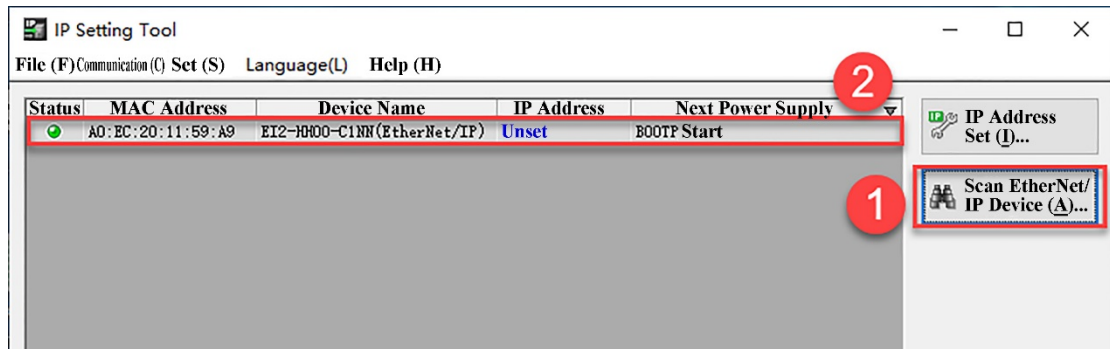 IP Setting Tool
File (F) Communication (C) Set (S) Language(L) Help (H)
2
Status MAC Address Device Name IP Address Next Power Supply
A0:EC:20:11:59:A9 EI2-HH00-C1NN(EtherNet/IP) Unset BOOTP Start
IP Address
Set (I)...
1
Scan EtherNet/
IP Device (A)...